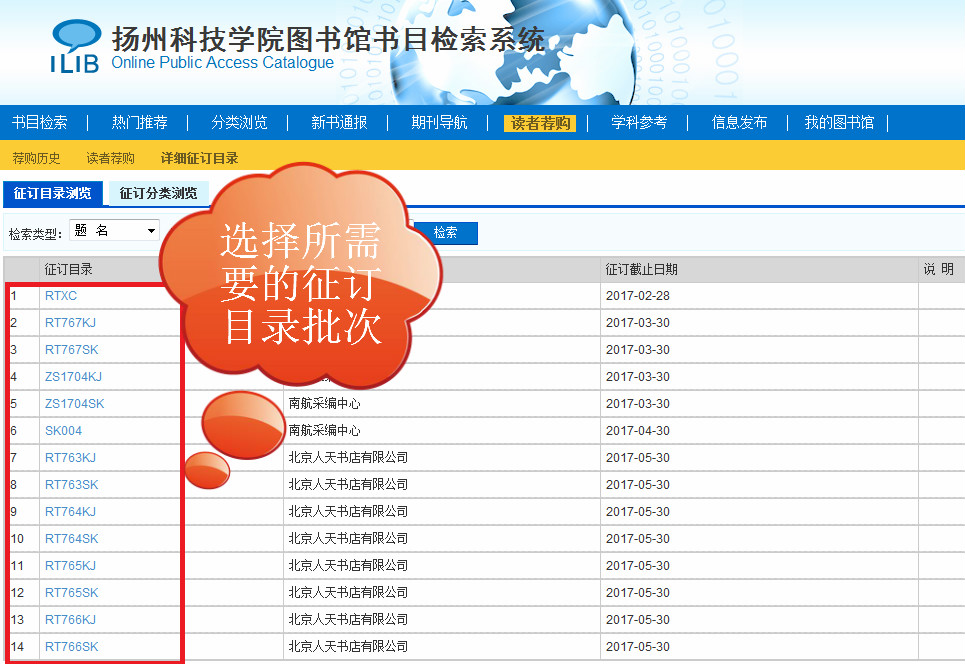 扬州科技学院图书馆书目检索系统
ILIB
Online Public Access Catalogue
书目检索 热门推荐 分类浏览 新书通报 期刊导航 读者荐购 学科参考 信息发布 我的图书馆
荐购历史 读者荐购 详细征订目录
征订目录浏览 征订分类浏览
检索类型: 题 名 检索
选择所需
要的征订
目录批次
征订目录 征订截止日期 说 明
1 RTXC 2017-02-28
2 RT767KJ 2017-03-30
3 RT767SK 2017-03-30
4 ZS1704KJ 2017-03-30
5 ZS1704SK 南航采编中心 2017-03-30
6 SK004 南航采编中心 2017-04-30
7 RT763KJ 北京人天书店有限公司 2017-05-30
8 RT763SK 北京人天书店有限公司 2017-05-30
9 RT764KJ 北京人天书店有限公司 2017-05-30
10 RT764SK 北京人天书店有限公司 2017-05-30
11 RT765KJ 北京人天书店有限公司 2017-05-30
12 RT765SK 北京人天书店有限公司 2017-05-30
13 RT766KJ 北京人天书店有限公司 2017-05-30
14 RT766SK 北京人天书店有限公司 2017-05-30